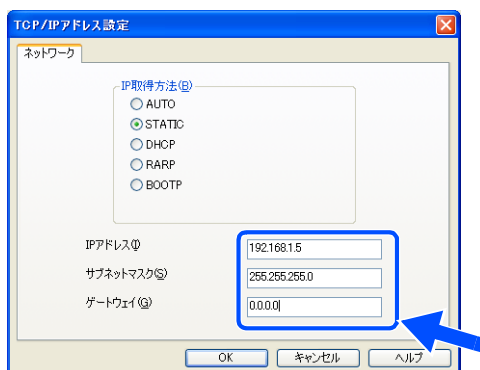 TCP/IPアドレス設定
ネットワーク
IP取得方法(B)
AUTO
STATIC
DHCP
RARP
BOOTP
IPアドレス(I) 192.168.1.5
サブネットマスク(S) 255.255.255.0
ゲートウェイ(G) 0.0.0.0
OK キャンセル ヘルプ